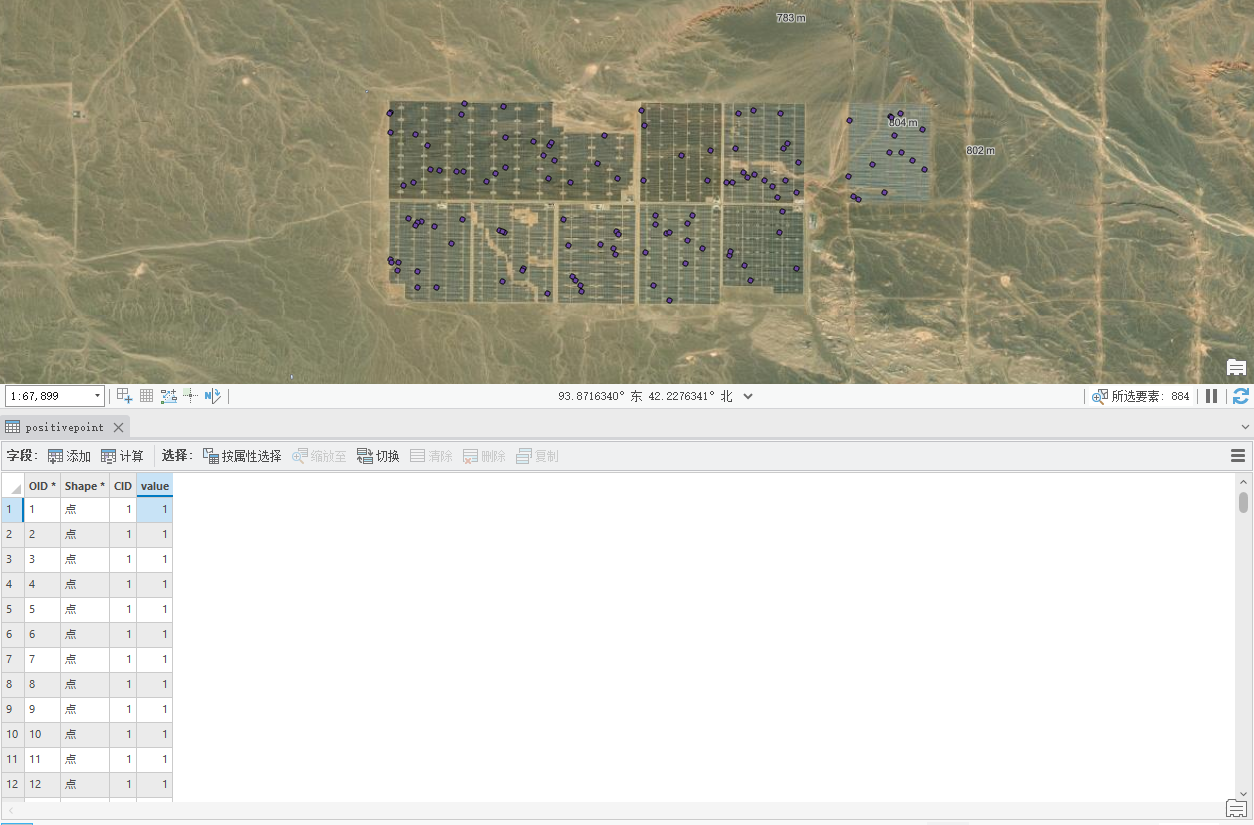 783 m
804 m
802 m
1:67,899
93.8716340° 东 42.2276341° 北
所选要素: 884
positivepoint
字段: 添加 计算 选择: 按属性选择 缩放至 切换 清除 删除 复制
OID * Shape * CID value
1 1 点 1 1
2 2 点 1 1
3 3 点 1 1
4 4 点 1 1
5 5 点 1 1
6 6 点 1 1
7 7 点 1 1
8 8 点 1 1
9 9 点 1 1
10 10 点 1 1
11 11 点 1 1
12 12 点 1 1